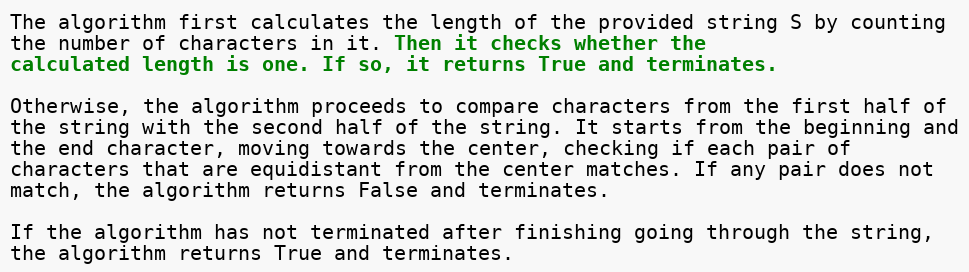 The algorithm first calculates the length of the provided string S by counting
the number of characters in it. Then it checks whether the
calculated length is one. If so, it returns True and terminates.
Otherwise, the algorithm proceeds to compare characters from the first half of
the string with the second half of the string. It starts from the beginning and
the end character, moving towards the center, checking if each pair of
characters that are equidistant from the center matches. If any pair does not
match, the algorithm returns False and terminates.
If the algorithm has not terminated after finishing going through the string,
the algorithm returns True and terminates.